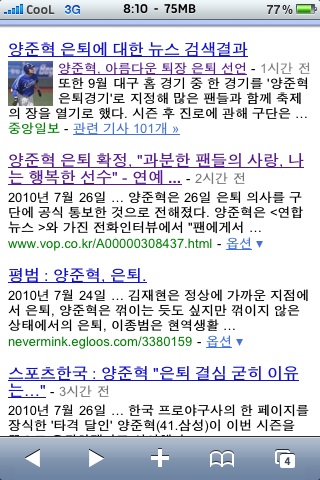 CooL 3G 8:10 - 75MB 77%
양준혁 은퇴에 대한 뉴스 검색결과
양준혁, 아름다운 퇴장 은퇴 선언 - 1시간 전
또한 9월 대구 홈 경기 중 한 경기를 '양준
혁 은퇴경기'로 지정해 많은 팬들과 함께 축제
의 장을 열기로 했다. 시즌 후 진로에 관해 구단은 ...
중앙일보 - 관련 기사 101개 »
양준혁 은퇴 확정, "과분한 팬들의 사랑, 나
는 행복한 선수" - 연예 ... - 2시간 전
2010년 7월 26일 ... 양준혁은 26일 은퇴 의사를 구
단에 공식 통보한 것으로 전해졌다. 양준혁은 <연합
뉴스 >와 가진 전화인터뷰에서 "팬에게서 ...
www.vop.co.kr/A00000308437.html - 옵션 ▼
평범 : 양준혁, 은퇴.
2010년 7월 24일 ... 김재현은 정상에 가까운 지점에
서 은퇴, 양준혁은 꺾이는 듯도 싶지만 꺾이지 않은
상태에서의 은퇴, 이종범은 현역생활 ...
nevermink.egloos.com/3380159 - 옵션 ▼
스포츠한국 : 양준혁 "은퇴 결심 굳히 이유
는..." - 3시간 전
2010년 7월 26일 ... 한국 프로야구사의 한 페이지를
장식한 '타격 달인' 양준혁(41.삼성)이 이번 시즌을
4